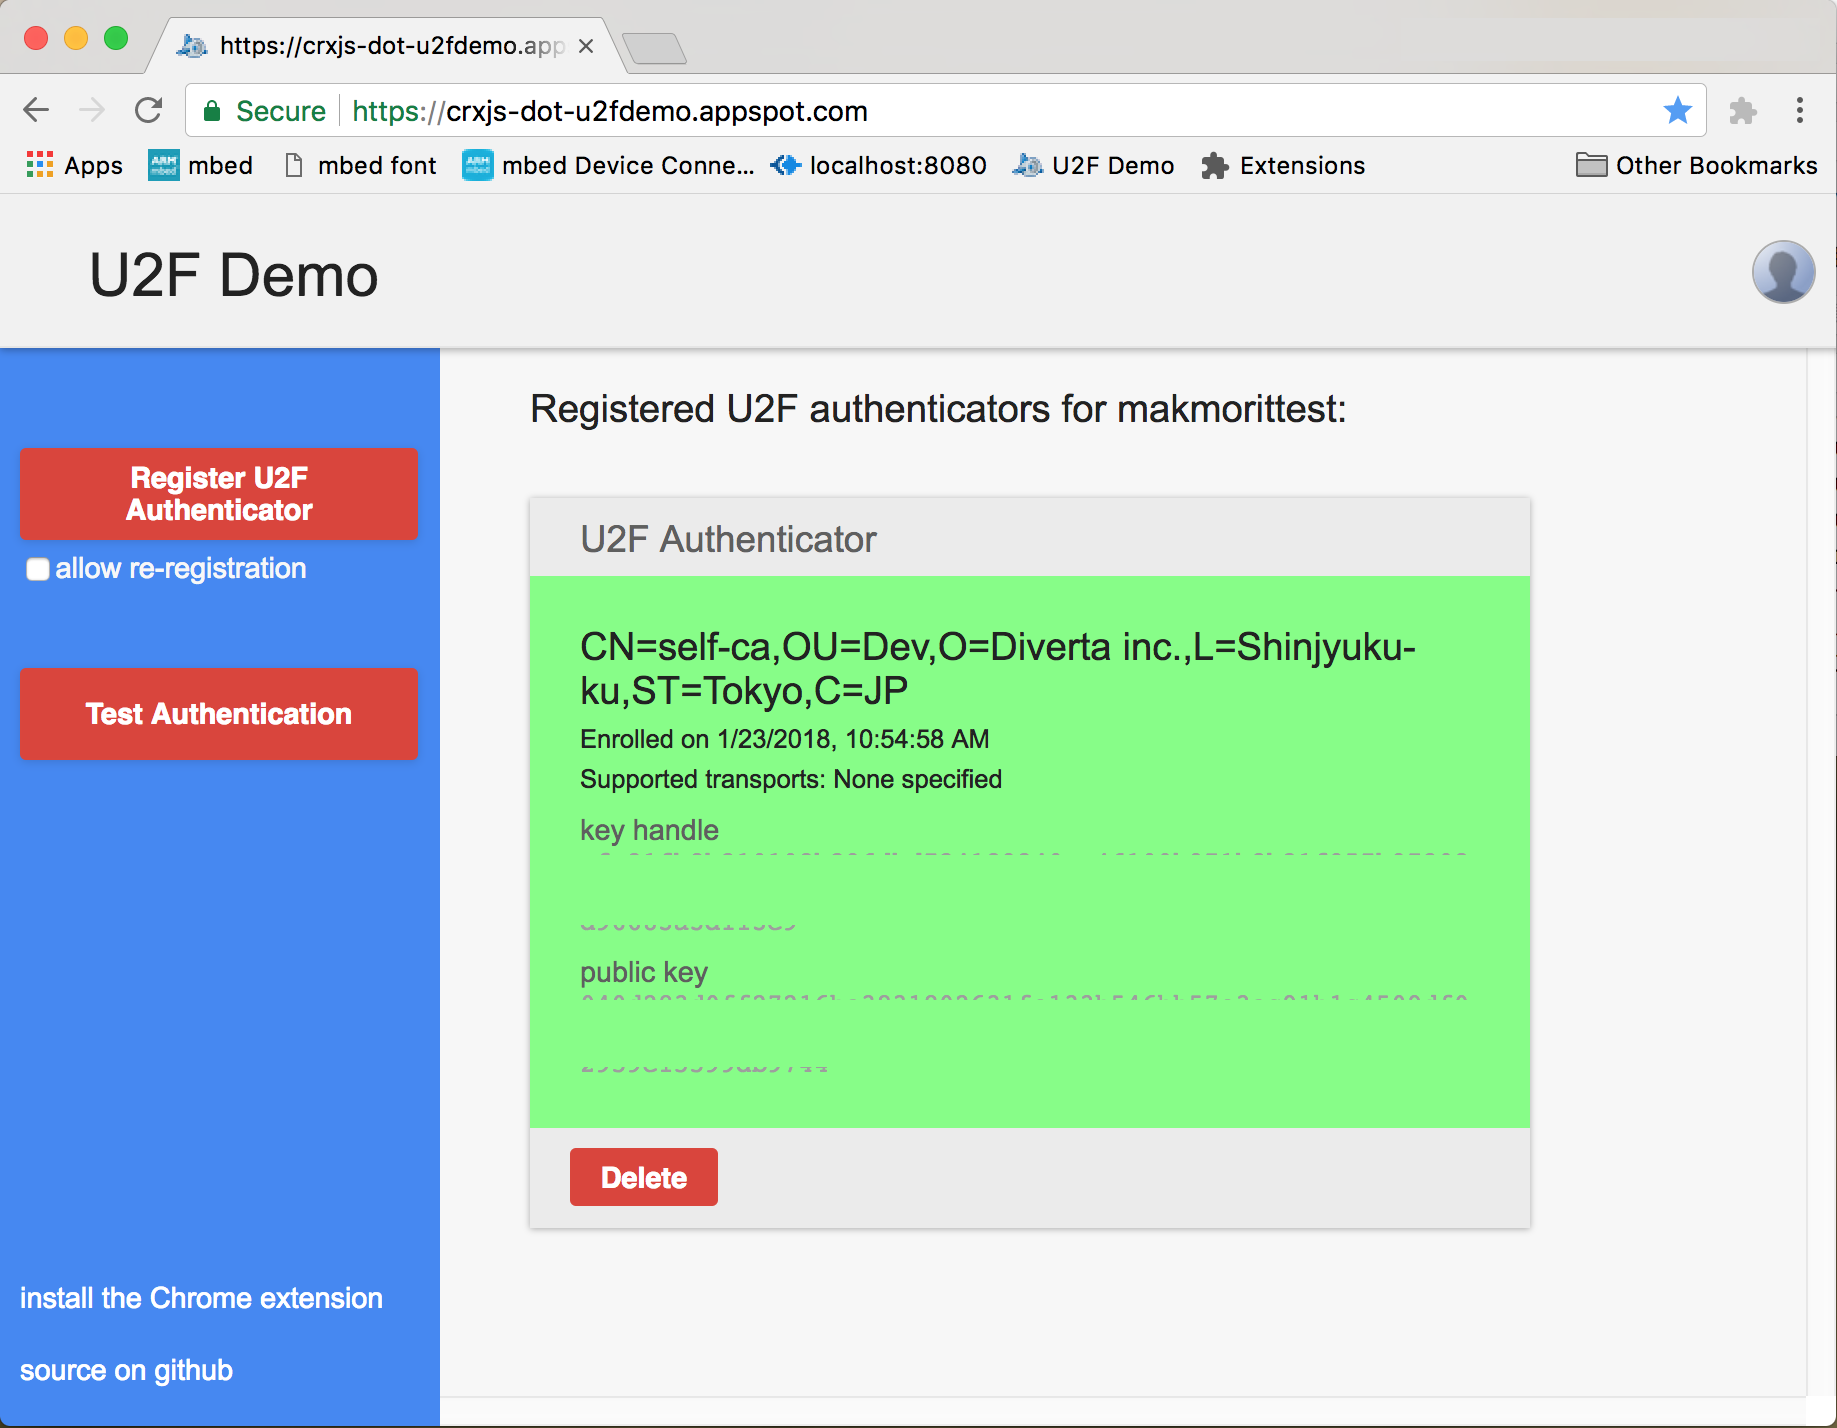 https://crxjs-dot-u2fdemo.app
Secure https://crxjs-dot-u2fdemo.appspot.com
Apps mbed mbed font mbed Device Conne... localhost:8080 U2F Demo Extensions Other Bookmarks
U2F Demo
Register U2F
Authenticator
allow re-registration
Test Authentication
install the Chrome extension
source on github
Registered U2F authenticators for makmorittest:
U2F Authenticator
CN=self-ca,OU=Dev,O=Diverta inc.,L=Shinjyuku-
ku,ST=Tokyo,C=JP
Enrolled on 1/23/2018, 10:54:58 AM
Supported transports: None specified
key handle
public key
Delete